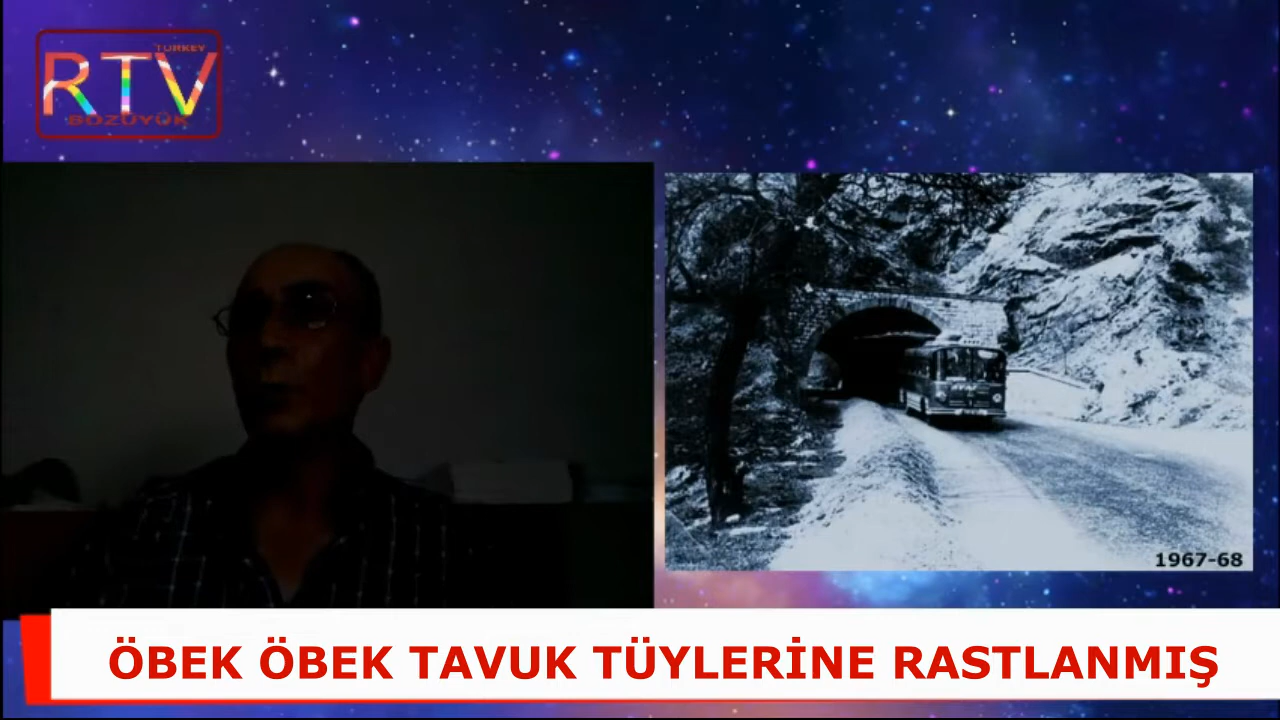 TURKEY
RTV
BOZÜYÜK
1967-68
ÖBEK ÖBEK TAVUK TÜYLERİNE RASTLANMIŞ